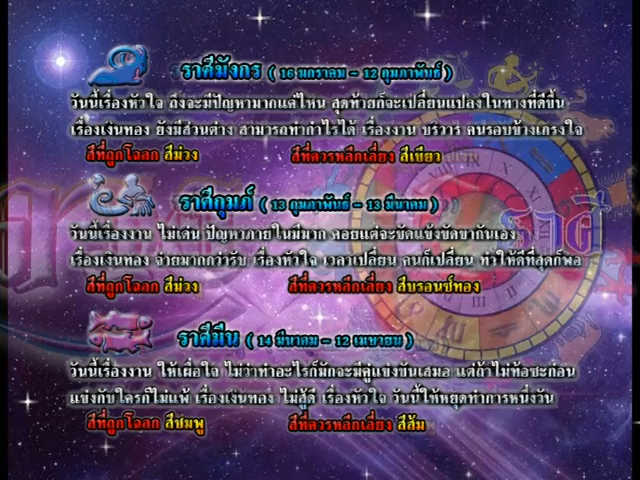 ราศีมังกร ( 16 มกราคม - 12 กุมภาพันธ์ )
วันนี้เรื่องหัวใจ ถึงจะมีปัญหามากแค่ไหน สุดท้ายก็จะเปลี่ยนแปลงในทางที่ดีขึ้น
เรื่องเงินทอง ยังมีส่วนต่าง สามารถทำกำไรได้ เรื่องงาน บริวาร คนรอบข้างเกรงใจ
สีที่ถูกโฉลก สีม่วง สีที่ควรหลีกเลี่ยง สีเขียว
ราศีกุมภ์ ( 13 กุมภาพันธ์ - 13 มีนาคม )
วันนี้เรื่องงาน ไม่เด่น ปัญหาภายในมีมาก คอยแต่จะขัดแข้งขัดขากันเอง
เรื่องเงินทอง จ่ายมากกว่ารับ เรื่องหัวใจ เวลาเปลี่ยน คนก็เปลี่ยน ทำให้ดีที่สุดก็พอ
สีที่ถูกโฉลก สีม่วง สีที่ควรหลีกเลี่ยง สีบรอนซ์ทอง
ราศีมีน ( 14 มีนาคม - 12 เมษายน )
วันนี้เรื่องงาน ให้เผื่อใจ ไม่ว่าทำอะไรก็มักจะมีคู่แข่งขันเสมอ แต่ถ้าไม่ท้อซะก่อน
แข่งกับใครก็ไม่แพ้ เรื่องเงินทอง ไม่สู้ดี เรื่องหัวใจ วันนี้ให้หยุดทำการหนึ่งวัน
สีที่ถูกโฉลก สีชมพู สีที่ควรหลีกเลี่ยง สีส้ม
ราศี